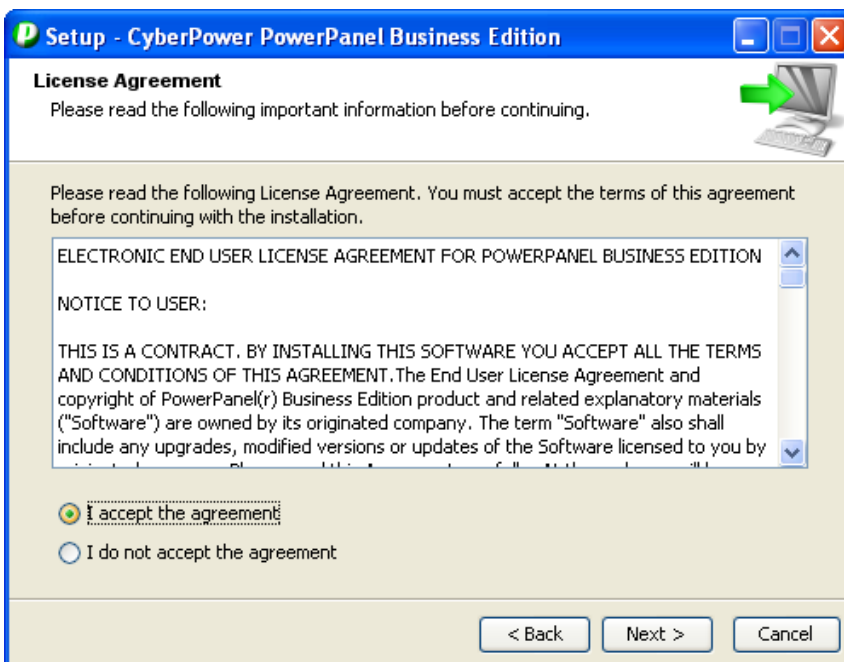 Setup - CyberPower PowerPanel Business Edition
License Agreement
Please read the following important information before continuing.
Please read the following License Agreement. You must accept the terms of this agreement
before continuing with the installation.
ELECTRONIC END USER LICENSE AGREEMENT FOR POWERPANEL BUSINESS EDITION
NOTICE TO USER:
THIS IS A CONTRACT. BY INSTALLING THIS SOFTWARE YOU ACCEPT ALL THE TERMS
AND CONDITIONS OF THIS AGREEMENT.The End User License Agreement and
copyright of PowerPanel(r) Business Edition product and related explanatory materials
("Software") are owned by its originated company. The term "Software" also shall
include any upgrades, modified versions or updates of the Software licensed to you by
I accept the agreement
I do not accept the agreement
< Back
Next >
Cancel